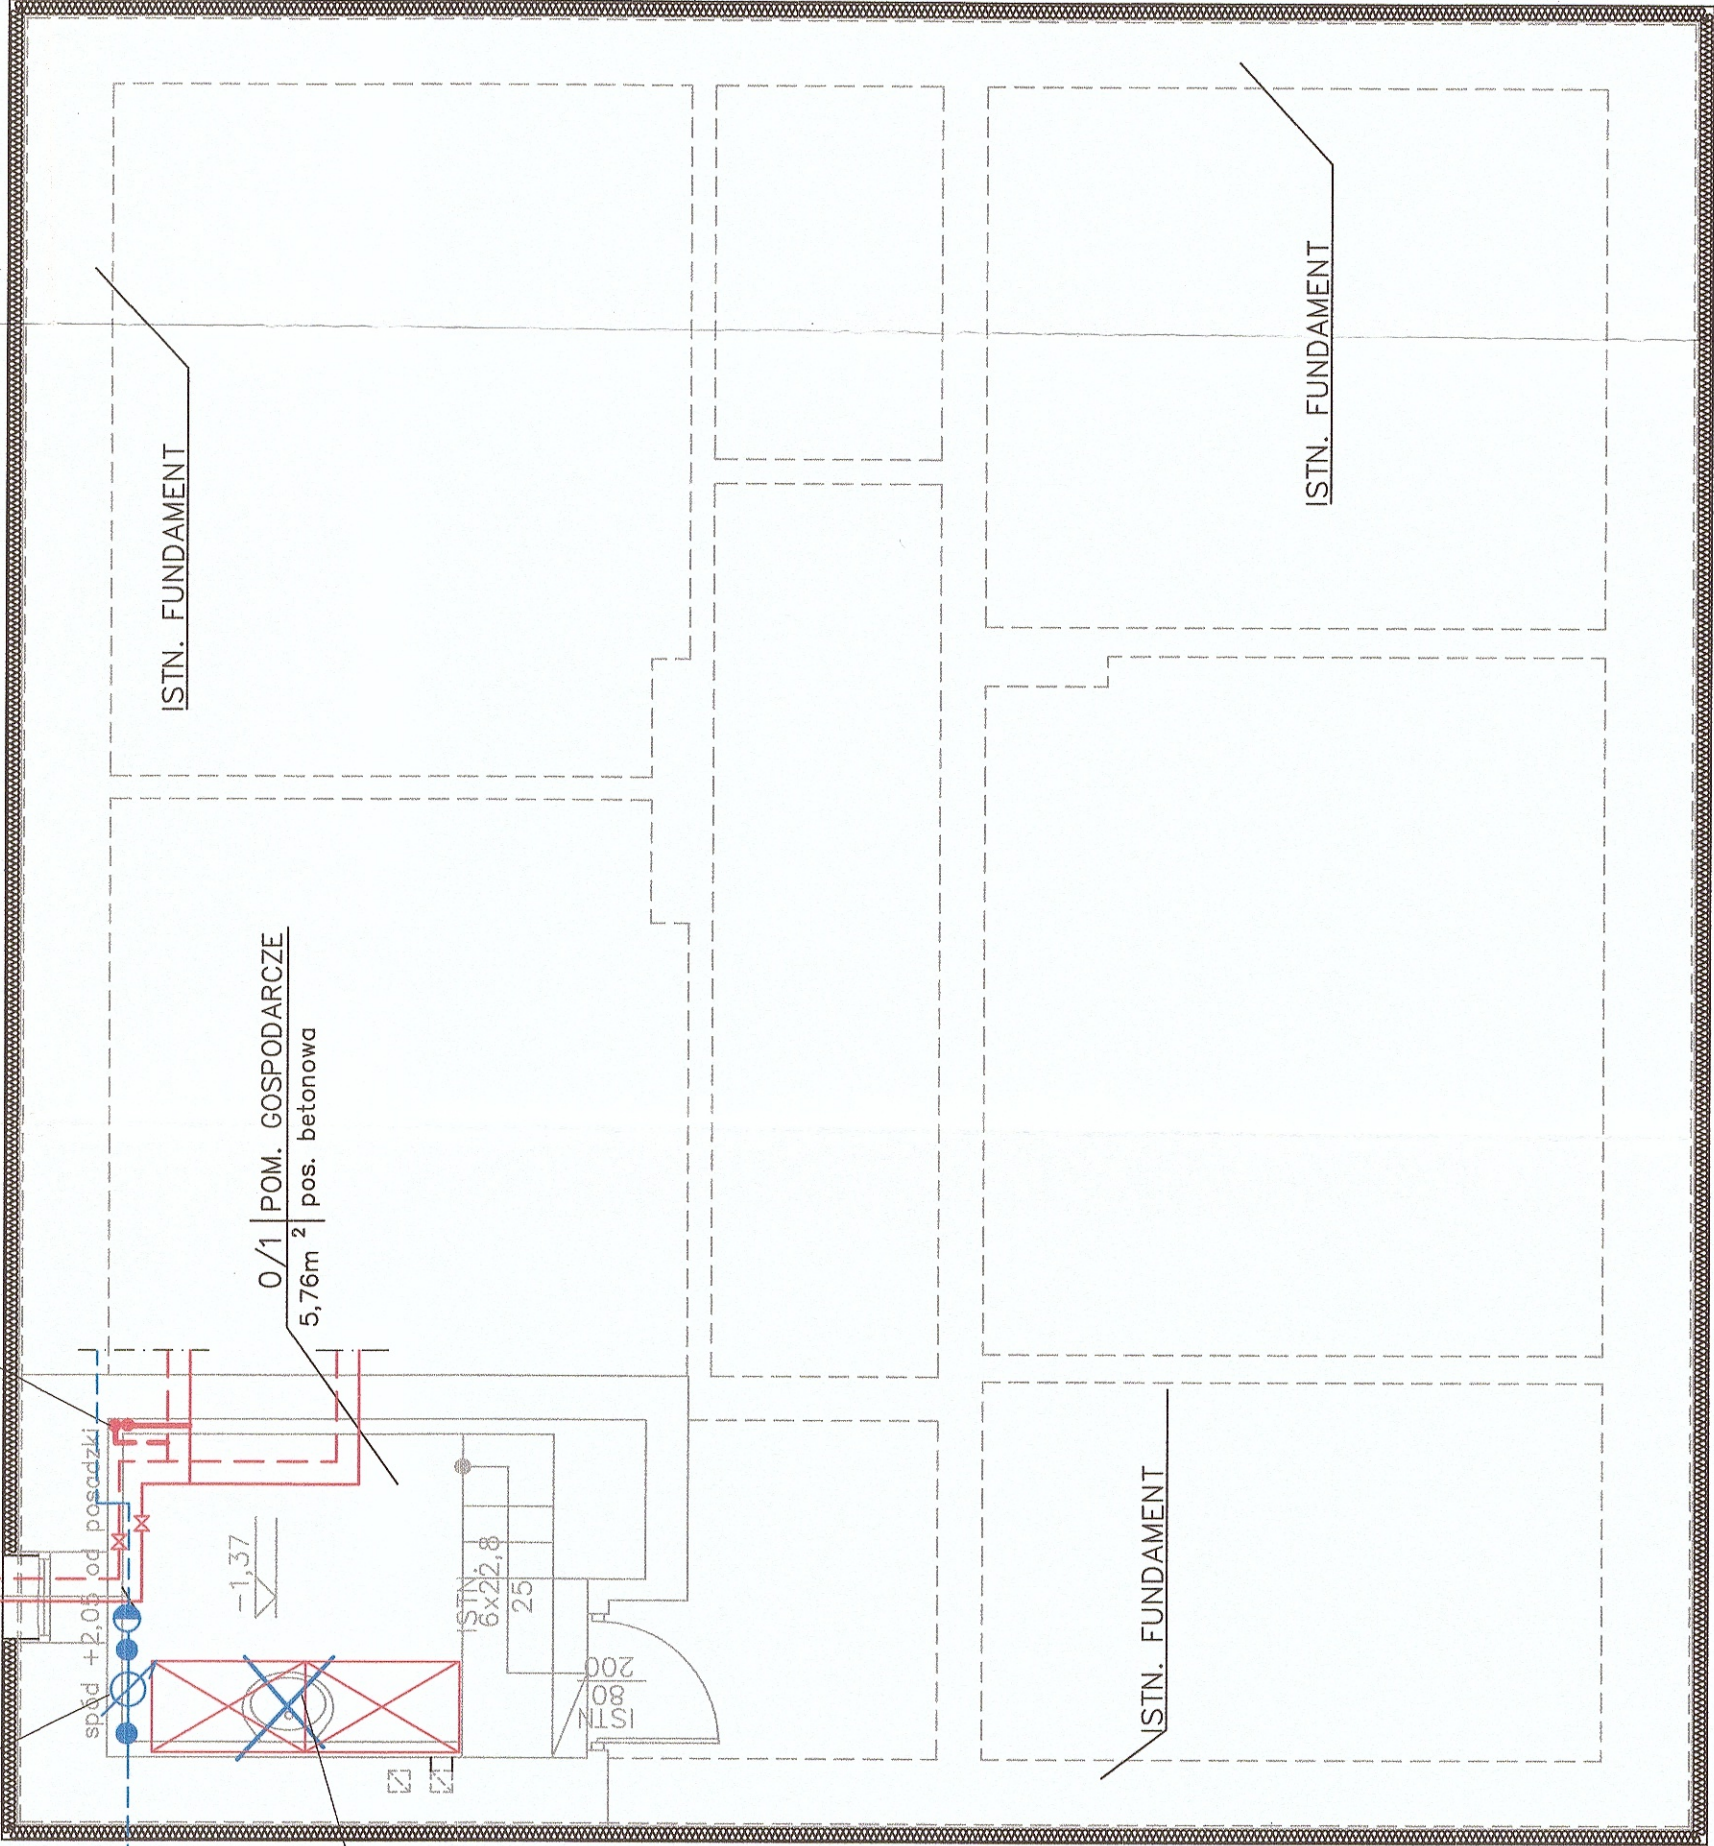 ISTN. FUNDAMENT
ISTN. FUNDAMENT
0/1 POM. GOSPODARCZE
5,76m² pos. betonowa
spód +2,05 od posadzki
-1,37
ISTN.
6x22,8
25
ISTN
80
200
ISTN. FUNDAMENT